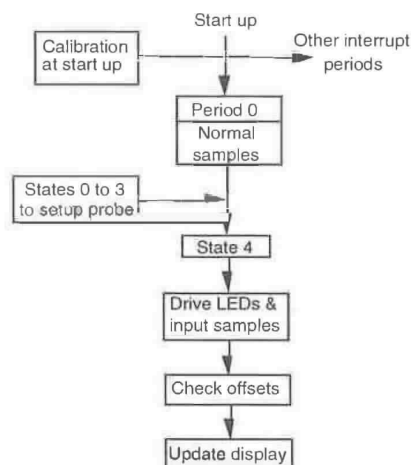 Start up
Calibration
at start up
Other interrupt
periods
Period 0
Normal
samples
States 0 to 3
to setup probe
State 4
Drive LEDs &
input samples
Check offsets
Update display